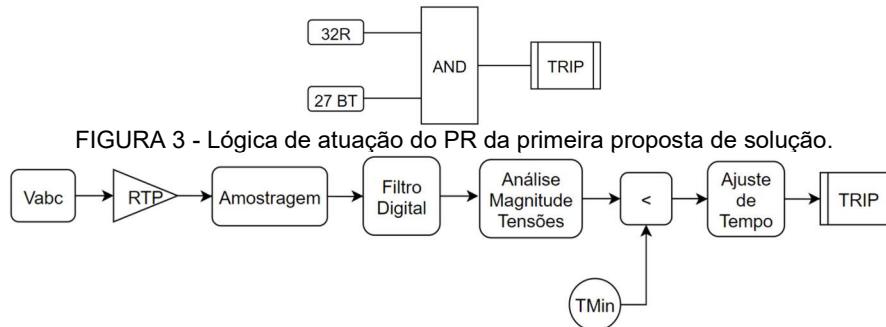 32R
AND
TRIP
27 BT
FIGURA 3 - Lógica de atuação do PR da primeira proposta de solução.
Vabc
RTP
Amostragem
Filtro
Digital
Análise
Magnitude
Tensões
<
Ajuste
de
Tempo
TRIP
TMin